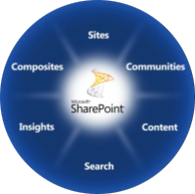 Sites
Composites
Communities
Microsoft
SharePoint
Insights
Content
Search